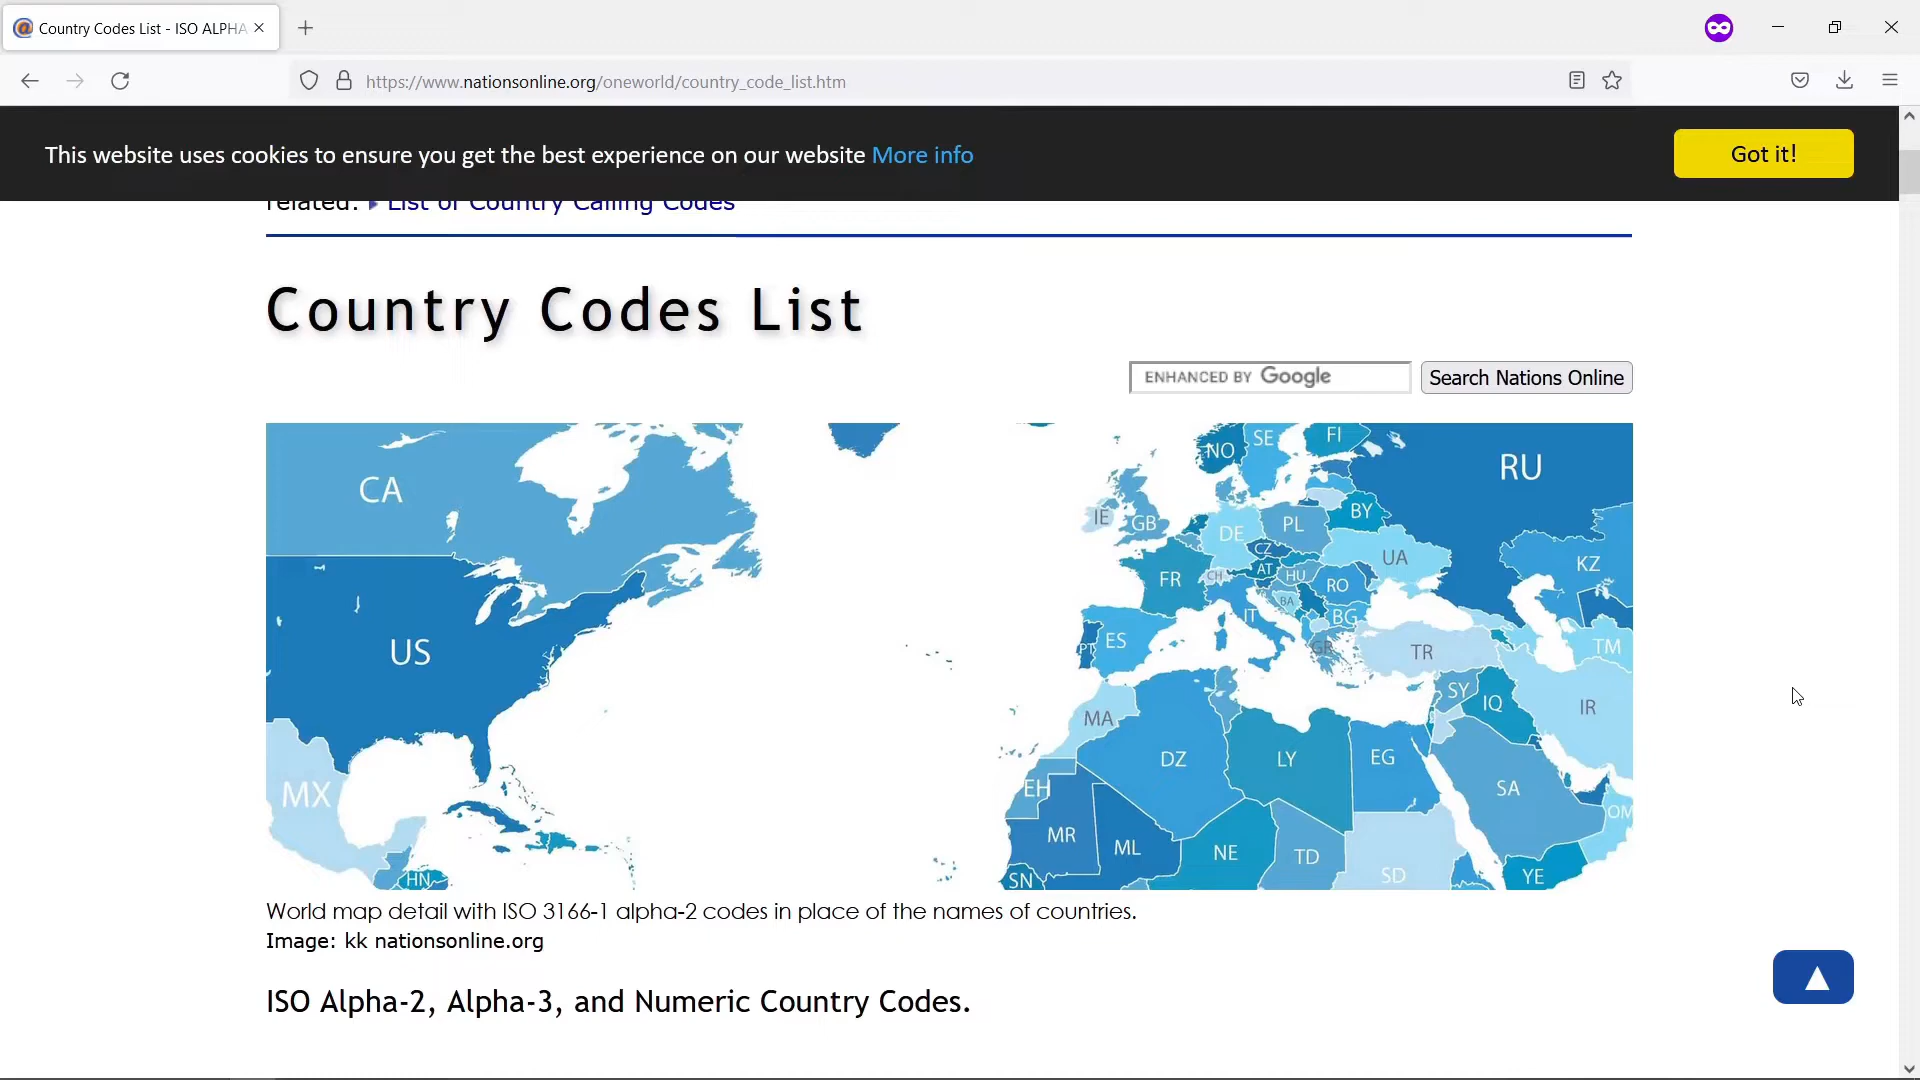 Country Codes List - ISO ALPHA
https://www.nationsonline.org/oneworld/country_code_list.htm
This website uses cookies to ensure you get the best experience on our website More info
Got it!
related: List of Country Calling Codes
Country Codes List
ENHANCED BY Google
Search Nations Online
CA
US
MX
HN
NO
SE
FI
RU
IE
GB
DE
PL
BY
CZ
UA
KZ
FR
CH
AT
HU
RO
BA
IT
BG
PT
ES
GR
TR
TM
MA
SY
IQ
IR
DZ
LY
EG
SA
EH
OM
MR
ML
NE
TD
SD
YE
SN
World map detail with ISO 3166-1 alpha-2 codes in place of the names of countries.
Image: kk nationsonline.org
ISO Alpha-2, Alpha-3, and Numeric Country Codes.